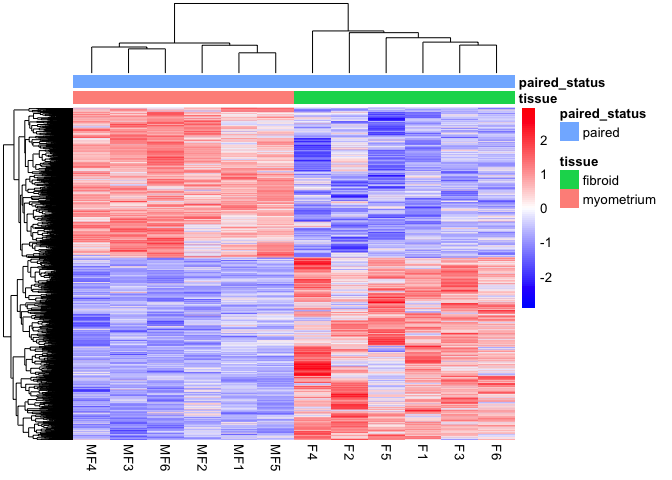 paired_status
tissue
paired_status
paired
tissue
fibroid
myometrium
2
1
0
-1
-2
MF4 MF3 MF6 MF2 MF1 MF5 F4 F2 F5 F1 F3 F6